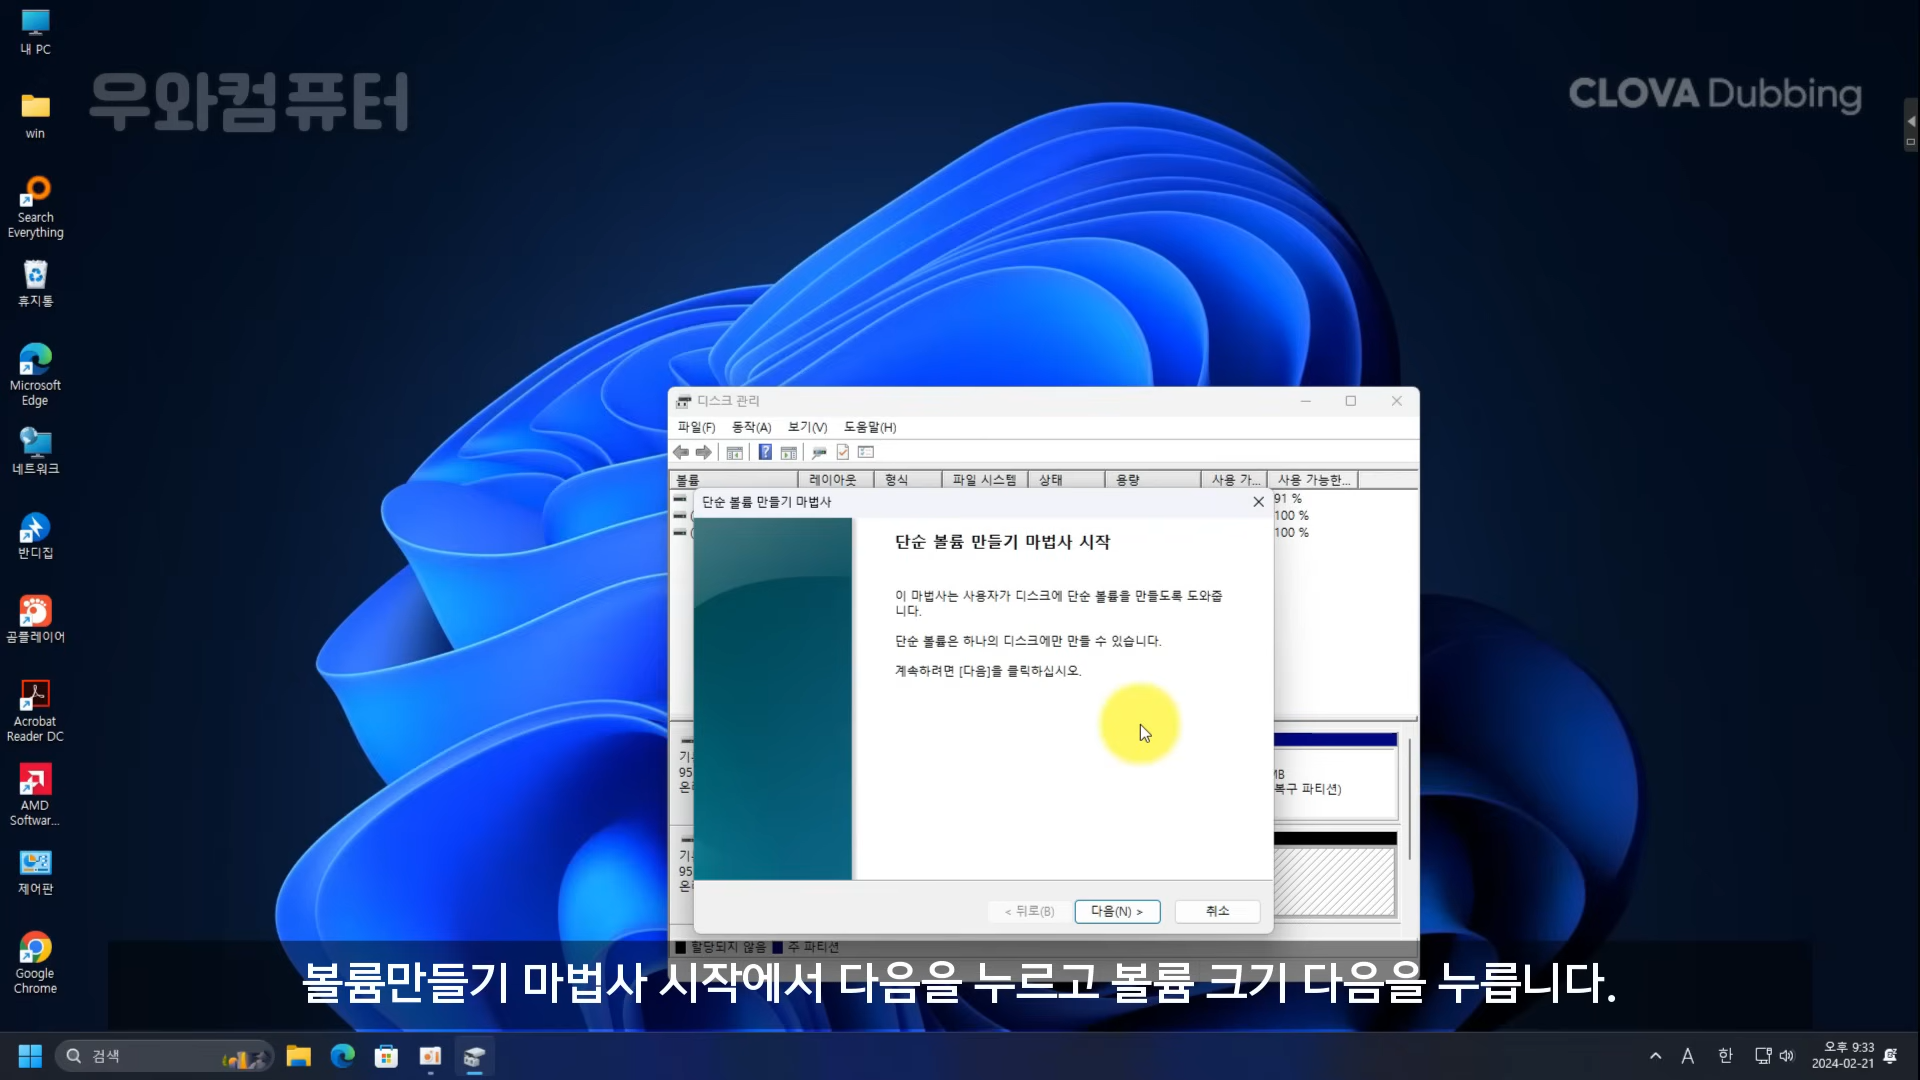 내 PC
win
Search
Everything
휴지통
Microsoft
Edge
네트워크
반디집
곰플레이어
Acrobat
Reader DC
AMD
Softwar...
제어판
Google
Chrome
우와컴퓨터
CLOVA Dubbing
디스크 관리
파일(F) 동작(A) 보기(V) 도움말(H)
볼륨 레이아웃 형식 파일 시스템 상태 용량 사용 가... 사용 가능한...
91 %
100 %
100 %
단순 볼륨 만들기 마법사
단순 볼륨 만들기 마법사 시작
이 마법사는 사용자가 디스크에 단순 볼륨을 만들도록 도와줍
니다.
단순 볼륨은 하나의 디스크에만 만들 수 있습니다.
계속하려면 [다음]을 클릭하십시오.
< 뒤로(B) 다음(N) > 취소
기
95
온
MB
복구 파티션)
기
95
온
할당되지 않음 주 파티션
볼륨만들기 마법사 시작에서 다음을 누르고 볼륨 크기 다음을 누릅니다.
검색
A 한 오후 9:33
2024-02-21